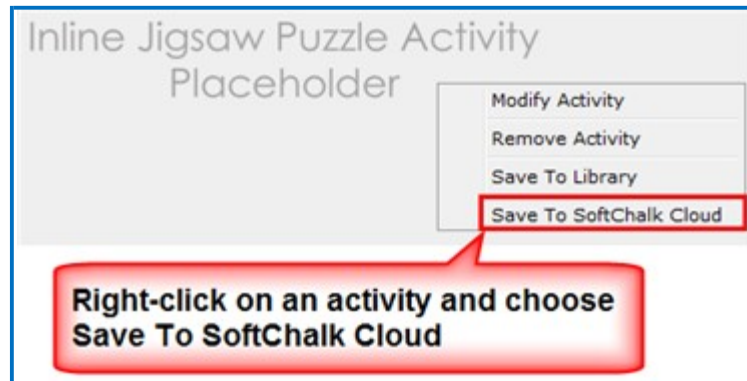 Inline Jigsaw Puzzle Activity
Placeholder
Modify Activity
Remove Activity
Save To Library
Save To SoftChalk Cloud
Right-click on an activity and choose
Save To SoftChalk Cloud